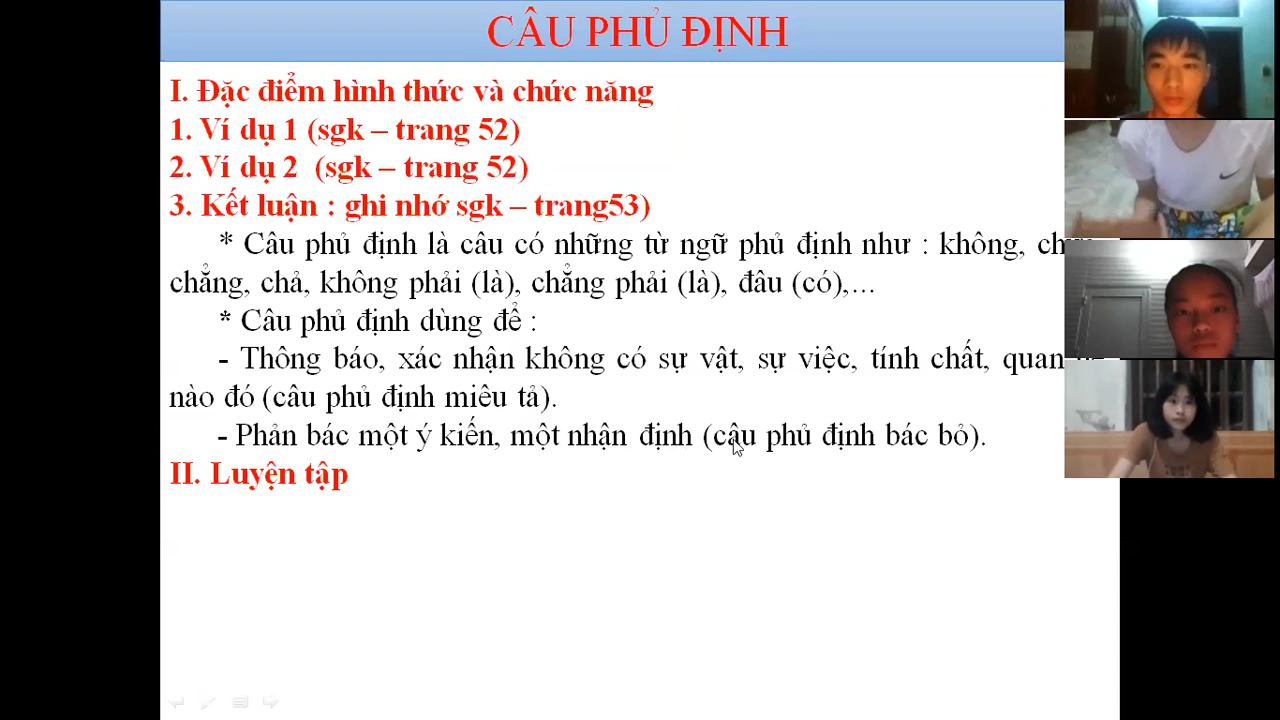 CÂU PHỦ ĐỊNH
I. Đặc điểm hình thức và chức năng
1. Ví dụ 1 (sgk – trang 52)
2. Ví dụ 2 (sgk – trang 52)
3. Kết luận : ghi nhớ sgk – trang53)
* Câu phủ định là câu có những từ ngữ phủ định như : không,
chẳng, chả, không phải (là), chẳng phải (là), đâu (có),...
* Câu phủ định dùng để :
- Thông báo, xác nhận không có sự vật, sự việc, tính chất, quan
nào đó (câu phủ định miêu tả).
- Phản bác một ý kiến, một nhận định (câu phủ định bác bỏ).
II. Luyện tập